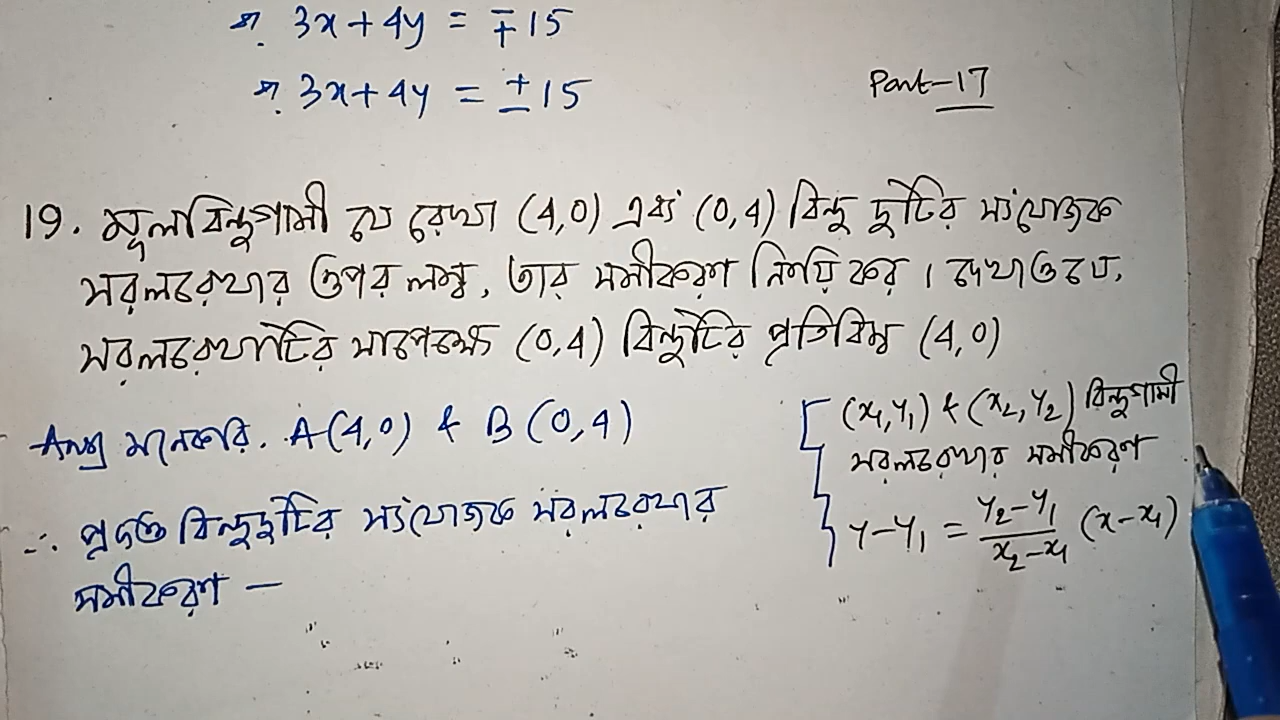 বা, 3x+4y = ∓15
বা, 3x+4y = ±15
Part-17
19. মূলবিন্দুগামী যে রেখা (4,0) এবং (0,4) বিন্দু দুটির সংযোজক
সরলরেখার ওপর লম্ব, তার সমীকরণ নির্ণয় কর। দেখাও যে,
সরলরেখাটির সাপেক্ষে (0,4) বিন্দুটির প্রতিবিম্ব (4,0)
Ans মনেকরি. A(4,0) & B(0,4)
∴ প্রদত্ত বিন্দুদুটির সংযোজক সরলরেখার
সমীকরণ —
(x₁,y₁) & (x₂,y₂) বিন্দুগামী
সরলরেখার সমীকরণ
y-y₁ = \frac{y₂-y₁}{x₂-x₁} (x-x₁)